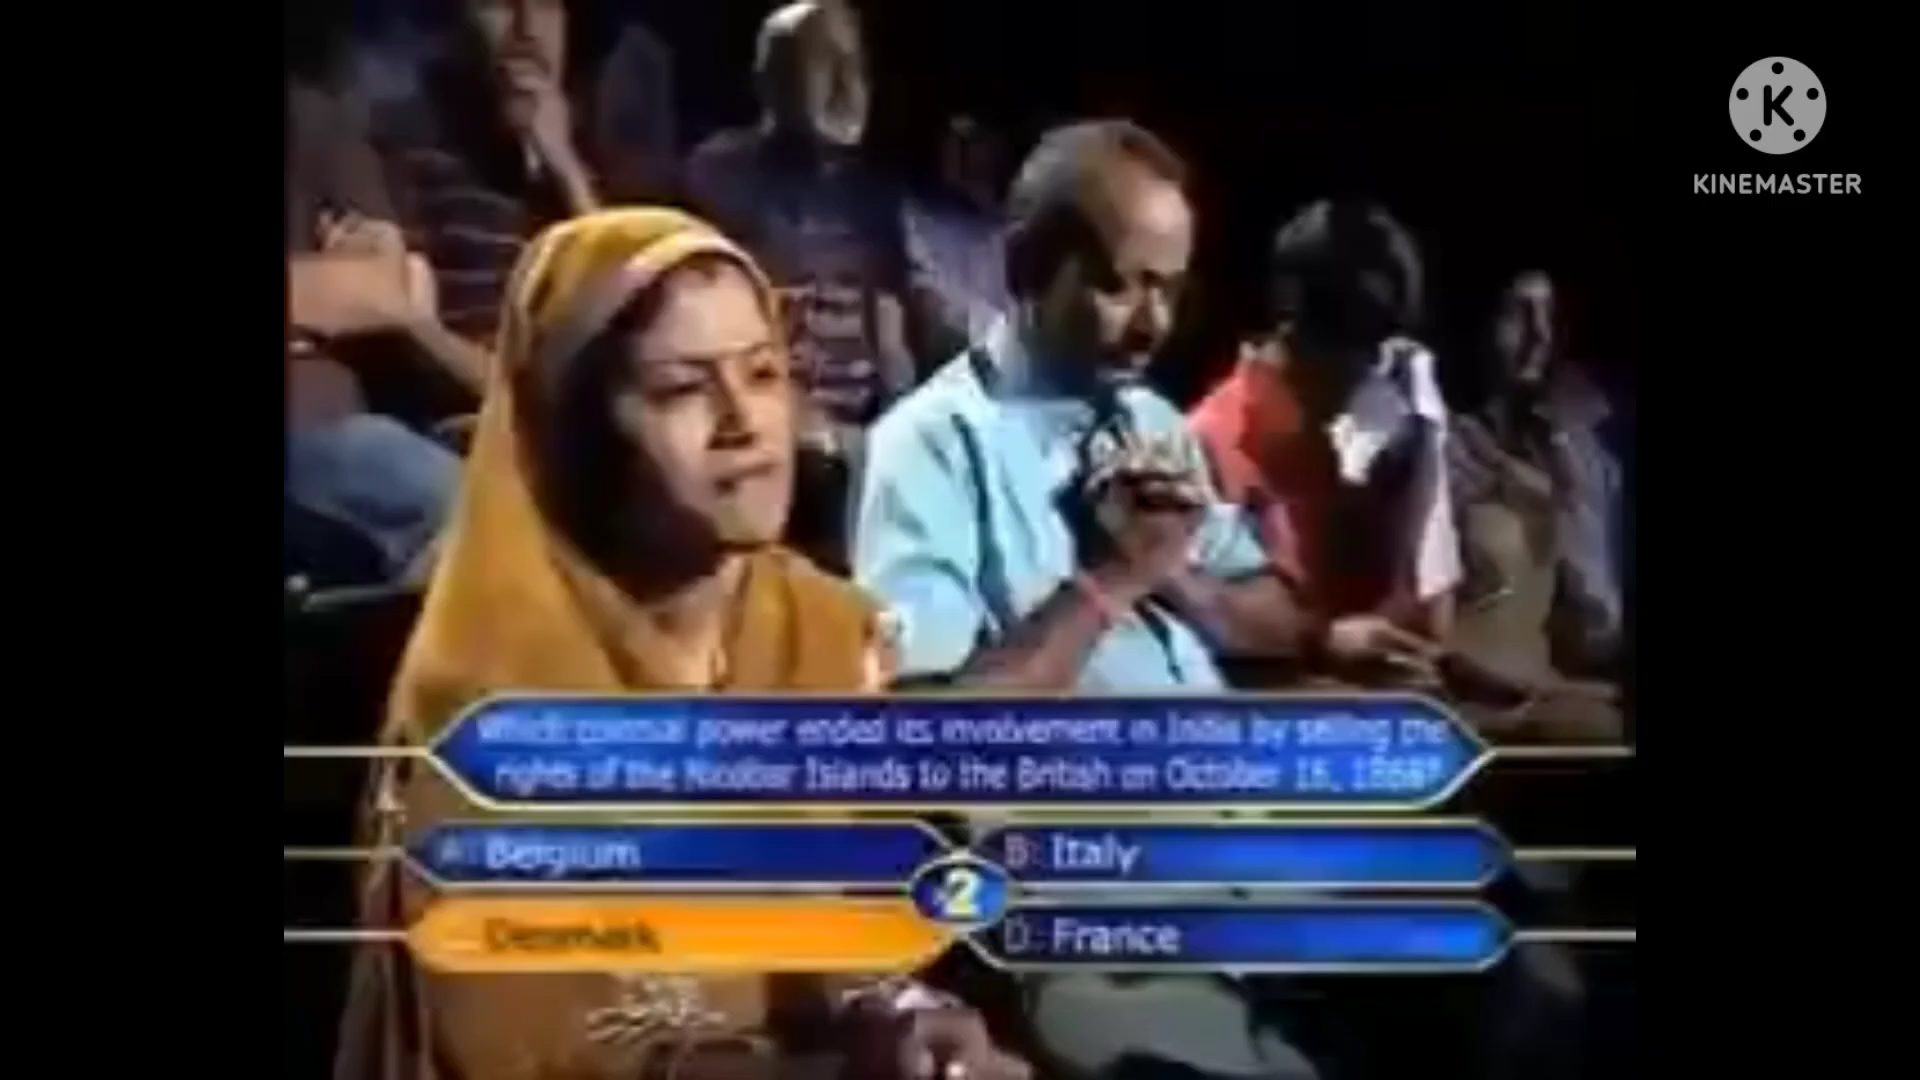 KINEMASTER
Which colonial power ended its involvement in India by selling the
rights of the Nicobar Islands to the British on October 16, 1868?
A: Belgium
B: Italy
2
Denmark
D: France